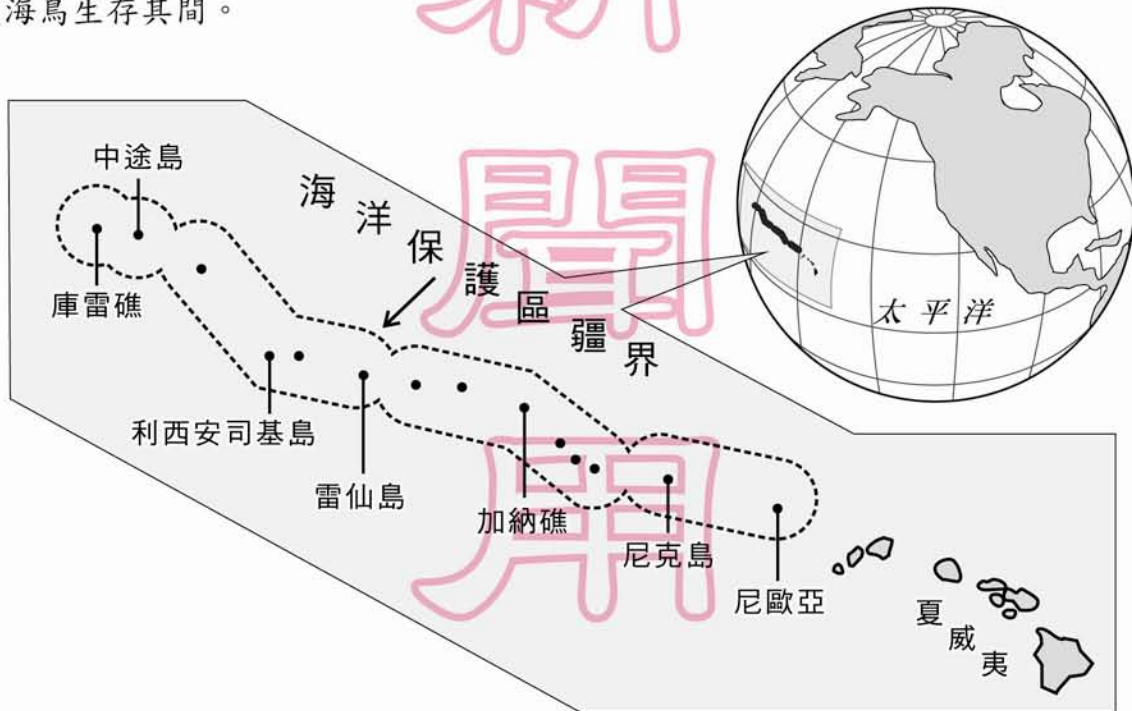 海鳥生存其間。
中途島
海洋保護區疆界
太平洋
庫雷礁
利西安司基島
雷仙島
加納礁
尼克島
尼歐亞
夏威夷
聞
用